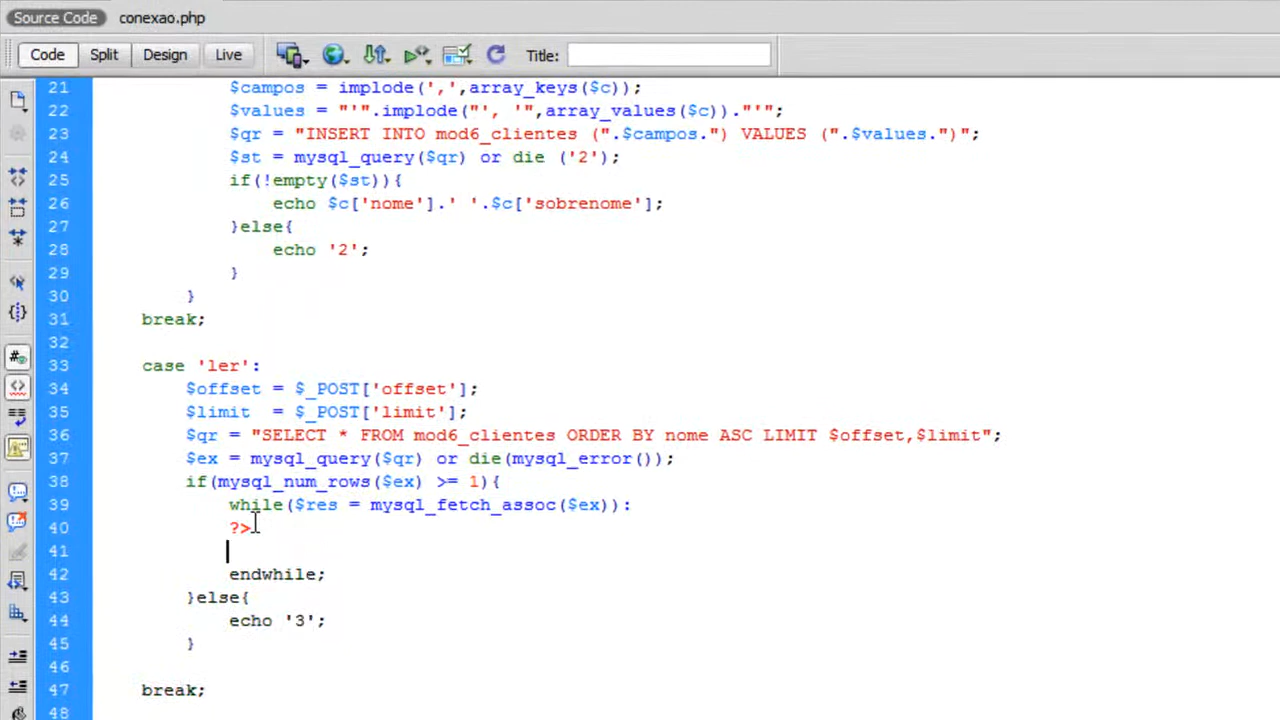 Source Code conexao.php
Code Split Design Live Title:
21 $campos = implode(',',array_keys($c));
22 $values = "'".implode("', '",array_values($c))."'";
23 $qr = "INSERT INTO mod6_clientes (".$campos.") VALUES (".$values.")";
24 $st = mysql_query($qr) or die ('2');
25 if(!empty($st)){
26 echo $c['nome'].' '.$c['sobrenome'];
27 }else{
28 echo '2';
29 }
30 }
31 break;
32
33 case 'ler':
34 $offset = $_POST['offset'];
35 $limit  = $_POST['limit'];
36 $qr = "SELECT * FROM mod6_clientes ORDER BY nome ASC LIMIT $offset,$limit";
37 $ex = mysql_query($qr) or die(mysql_error());
38 if(mysql_num_rows($ex) >= 1){
39 while($res = mysql_fetch_assoc($ex)):
40 ?>
41
42 endwhile;
43 }else{
44 echo '3';
45 }
46
47 break;
48